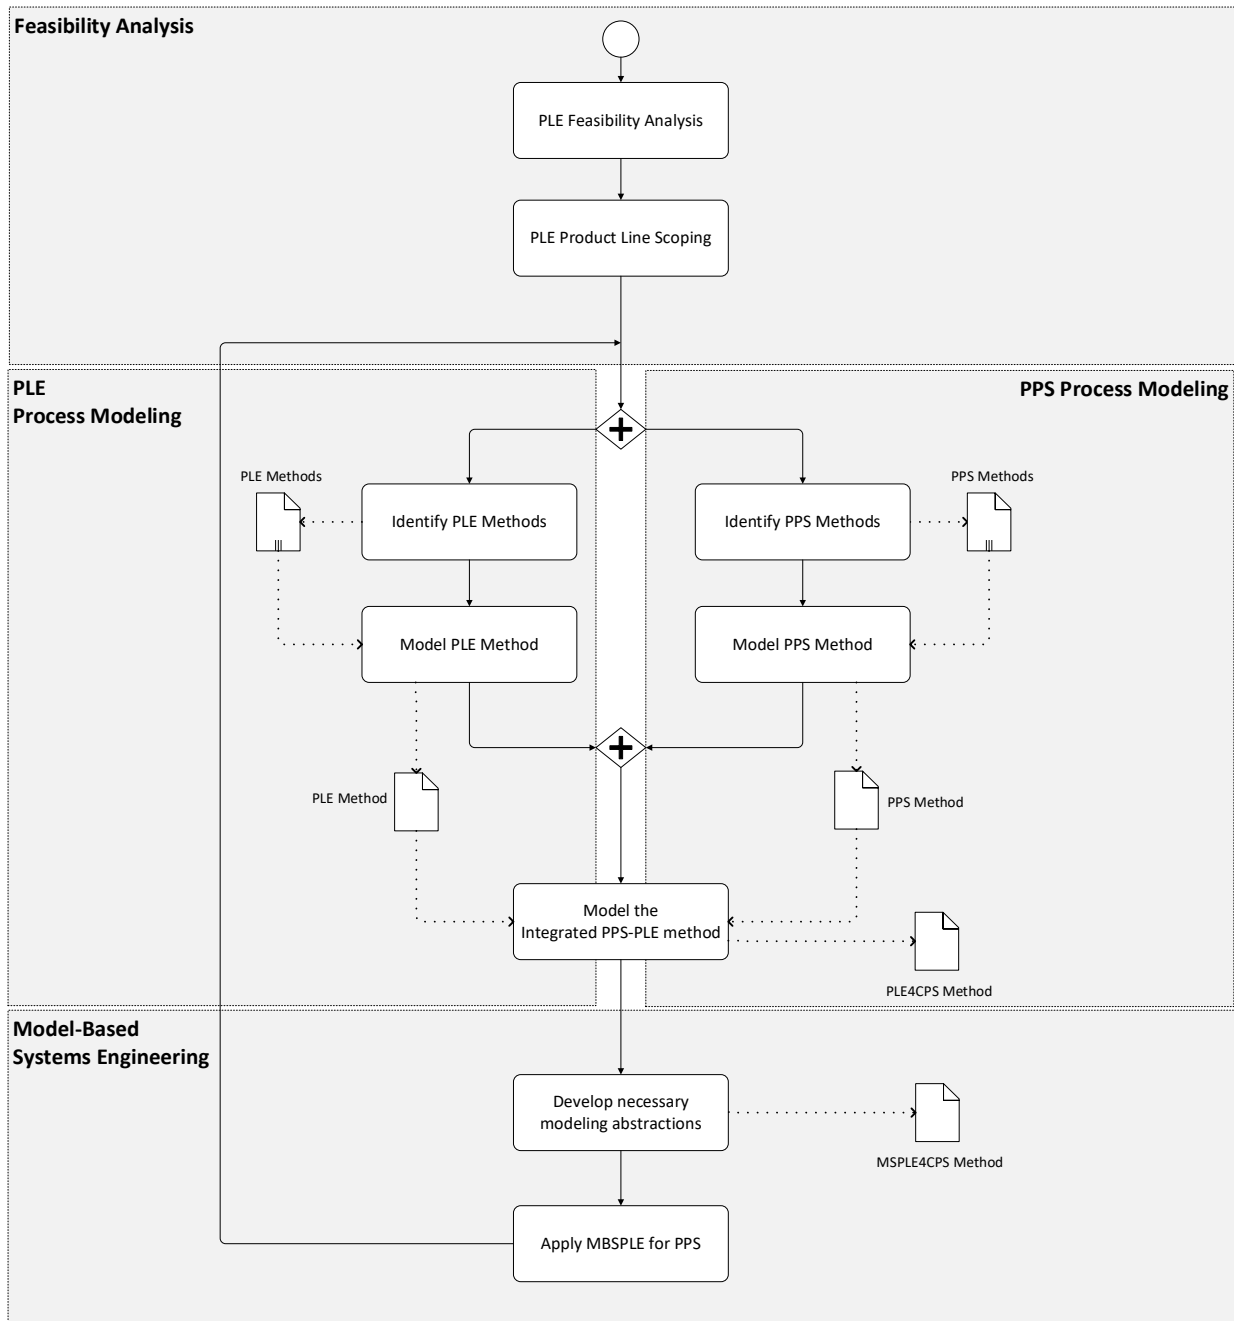 Feasibility Analysis
PLE Feasibility Analysis
PLE Product Line Scoping
PLE
Process Modeling
PPS Process Modeling
PLE Methods
PPS Methods
Identify PLE Methods
Identify PPS Methods
Model PLE Method
Model PPS Method
PLE Method
PPS Method
Model the
Integrated PPS-PLE method
PLE4CPS Method
Model-Based
Systems Engineering
Develop necessary
modeling abstractions
MSPLE4CPS Method
Apply MBSPLE for PPS